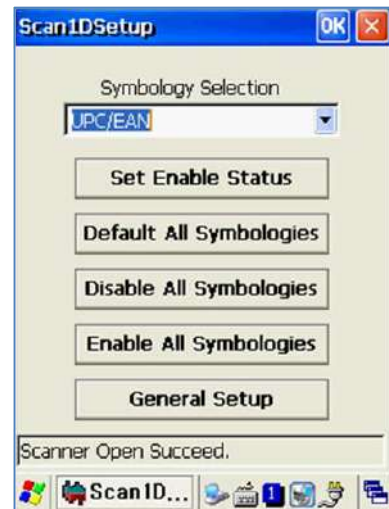 Scan1DSetup OK
Symbology Selection
UPC/EAN
Set Enable Status
Default All Symbologies
Disable All Symbologies
Enable All Symbologies
General Setup
Scanner Open Succeed.
Scan1D... 1